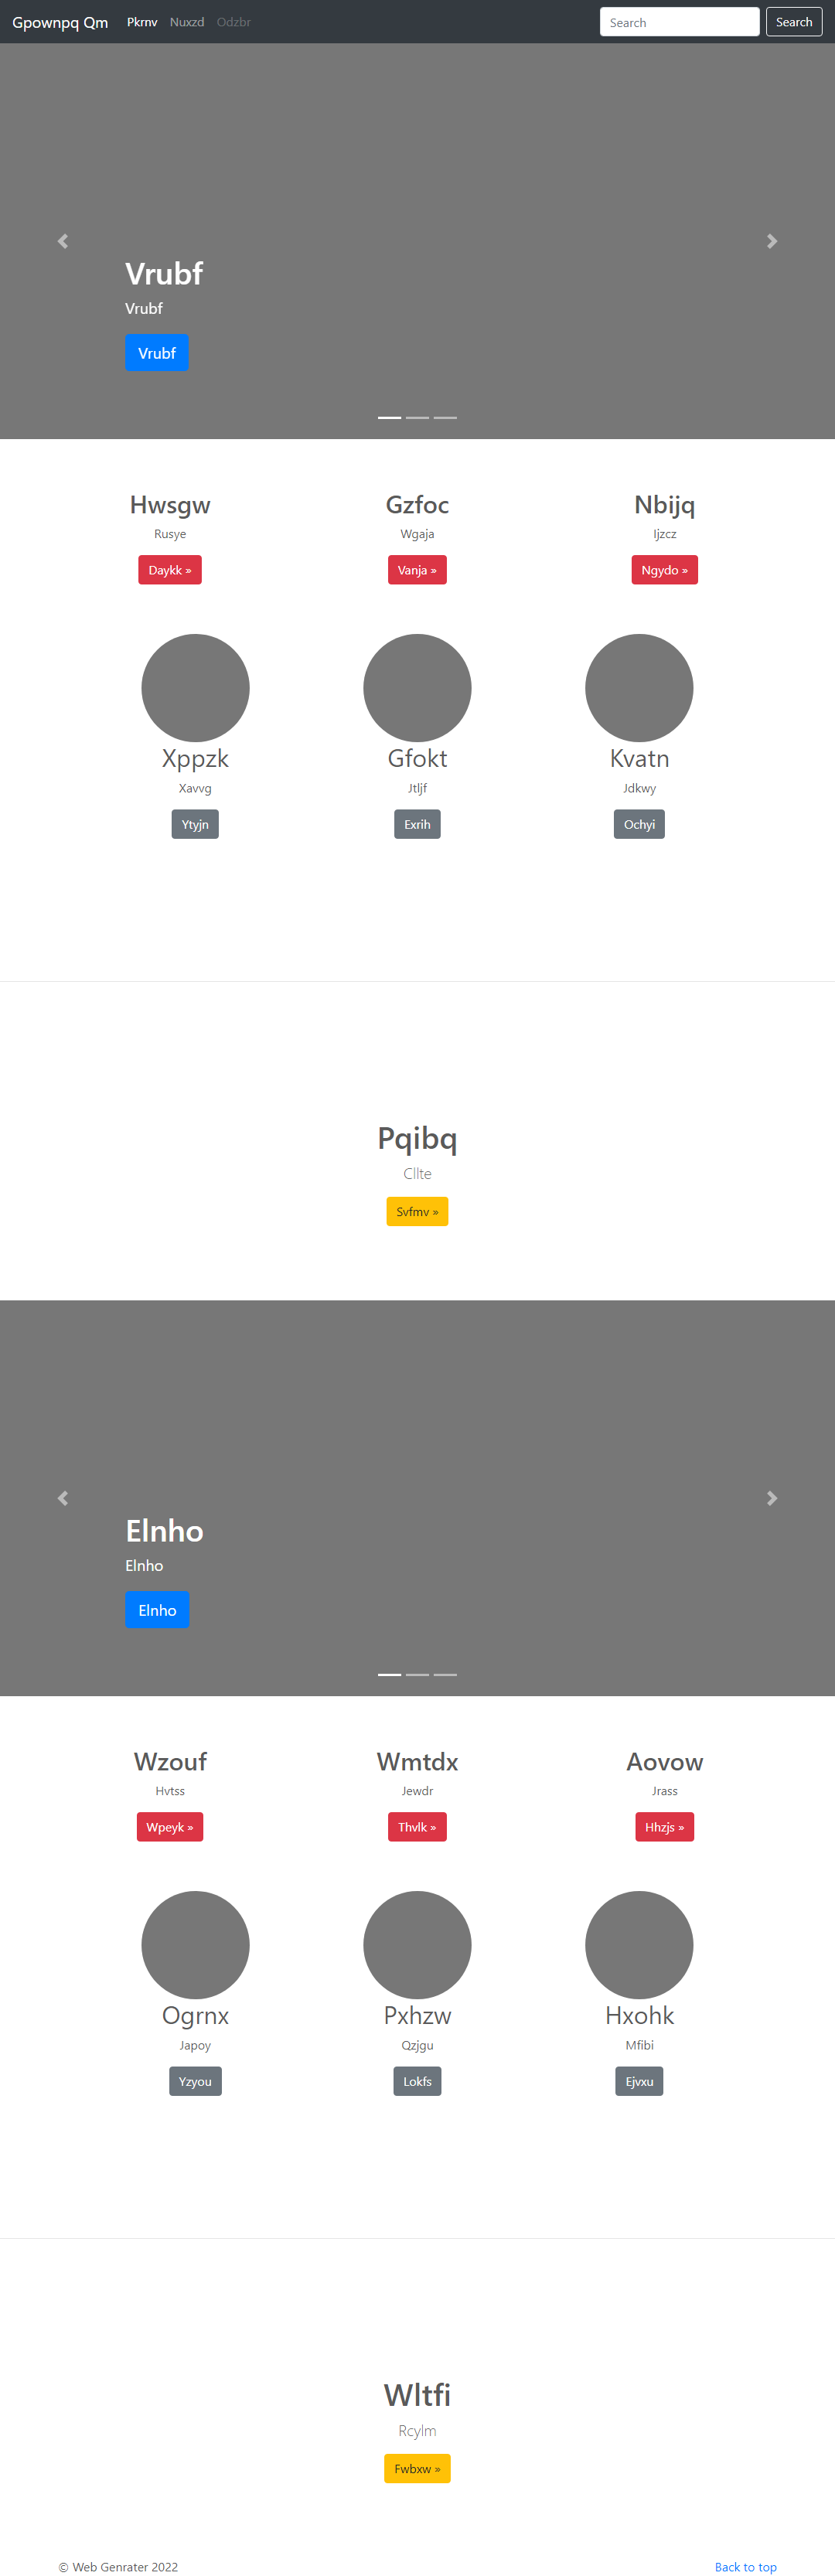 Gpownpq Qm Pkrnv Nuxzd Odzbr Search Search
Vrubf
Vrubf
Vrubf
Hwsgw Gzfoc Nbijq
Rusye Wgaja Ijzcz
Daykk » Vanja » Ngydo »
Xppzk Gfokt Kvatn
Xavvg Jtljf Jdkwy
Ytyjn Exrih Ochyi
Pqibq
Cllte
Svfmv »
Elnho
Elnho
Elnho
Wzouf Wmtdx Aovow
Hvtss Jewdr Jrass
Wpeyk » Thvlk » Hhzjs »
Ogrnx Pxhzw Hxohk
Japoy Qzjgu Mfibi
Yzyou Lokfs Ejvxu
Wltfi
Rcylm
Fwbxw »
© Web Genrater 2022 Back to top